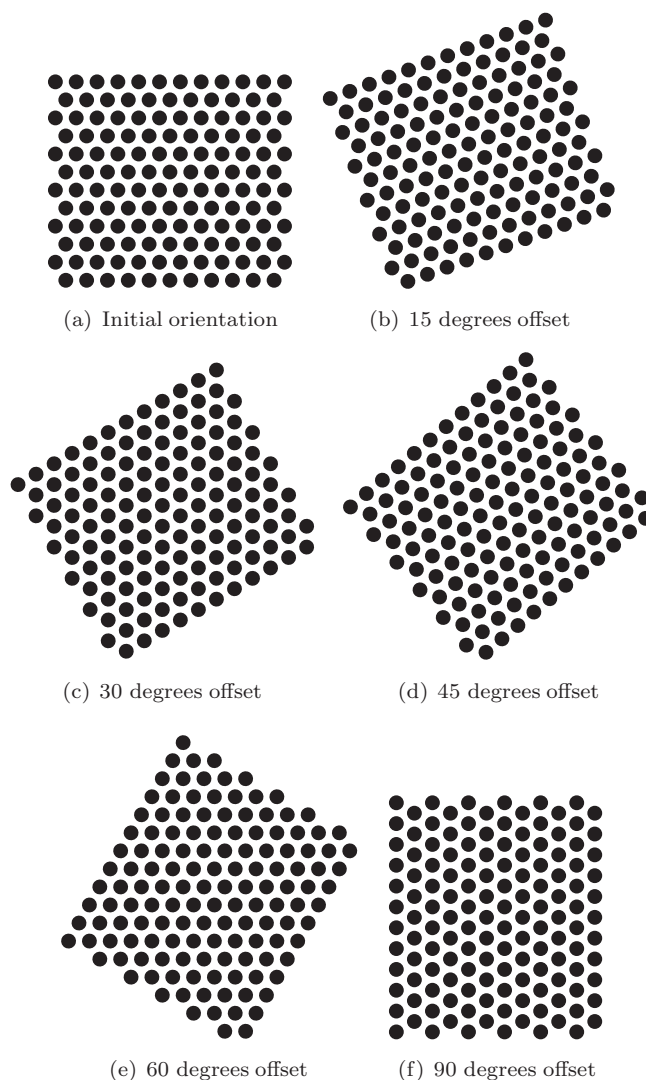 (a) Initial orientation
(b) 15 degrees offset
(c) 30 degrees offset
(d) 45 degrees offset
(e) 60 degrees offset
(f) 90 degrees offset